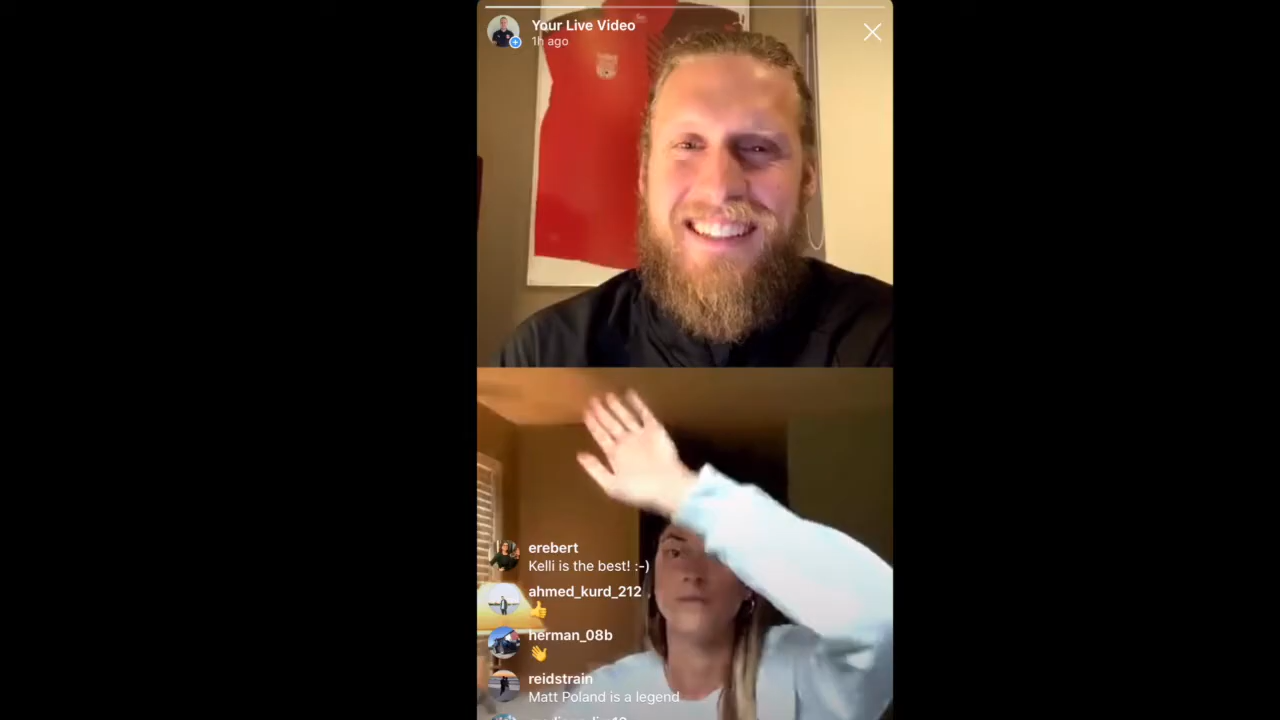 Your Live Video
1h ago
erebert
Kelli is the best! :-)
ahmed_kurd_212
👍
herman_08b
👋
reidstrain
Matt Poland is a legend